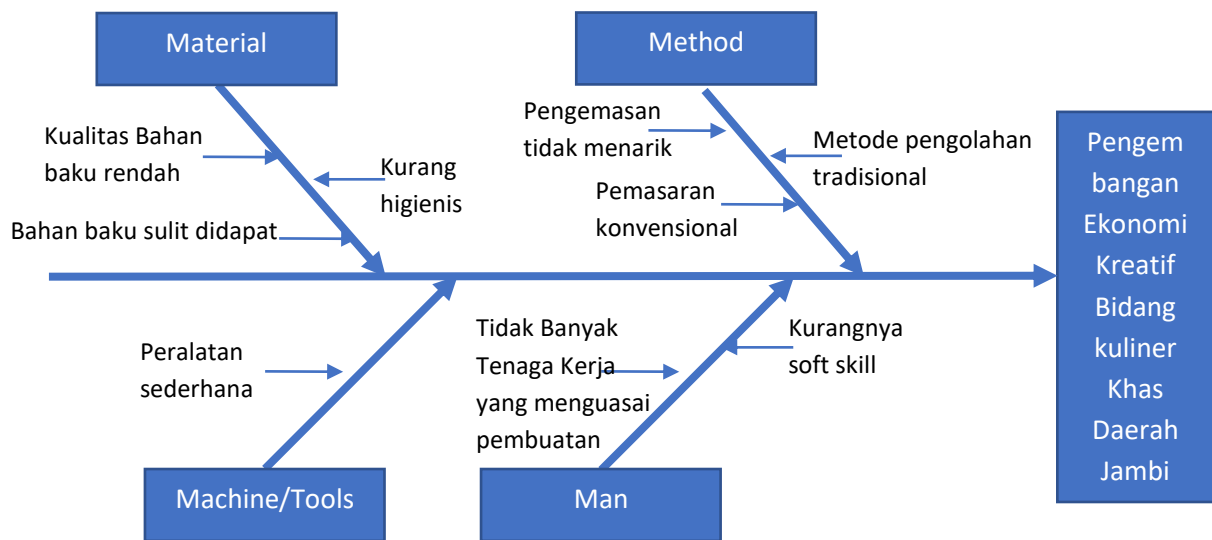 Material
Method
Kualitas Bahan
baku rendah
Kurang
higienis
Bahan baku sulit didapat
Pengemasan
tidak menarik
Metode pengolahan
tradisional
Pemasaran
konvensional
Pengem
bangan
Ekonomi
Kreatif
Bidang
kuliner
Khas
Daerah
Jambi
Peralatan
sederhana
Tidak Banyak
Tenaga Kerja
yang menguasai
pembuatan
Kurangnya
soft skill
Machine/Tools
Man